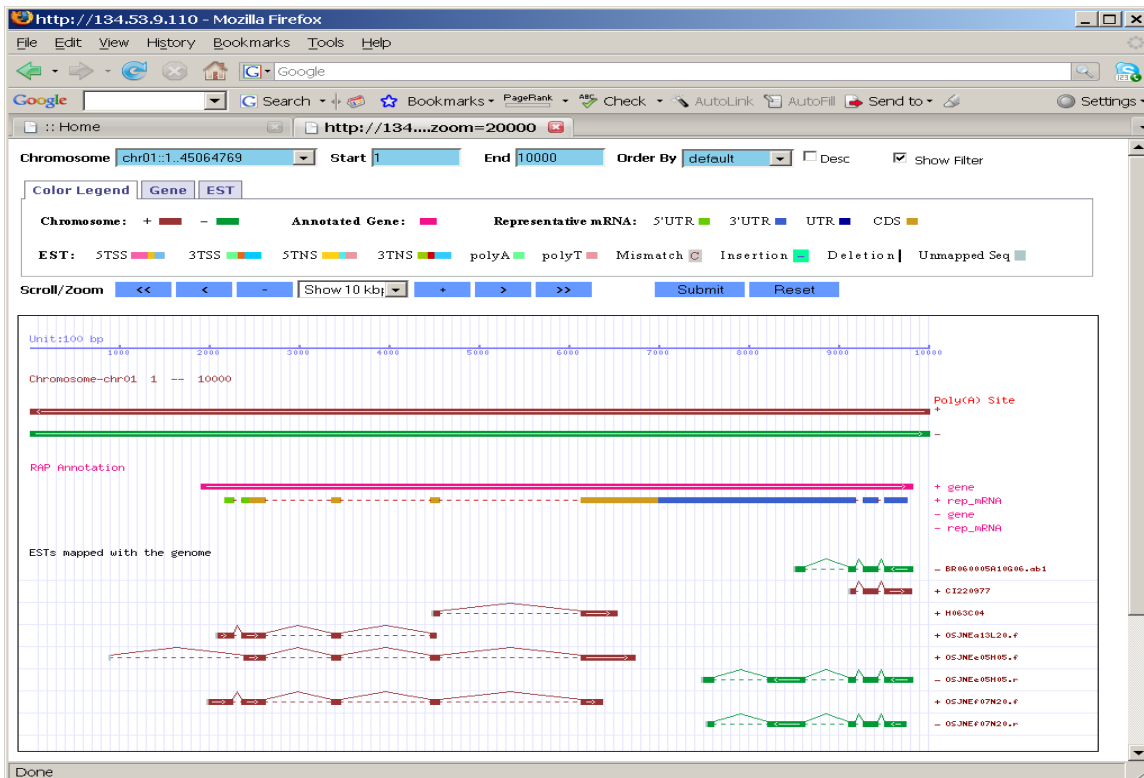 http://134.53.9.110 - Mozilla Firefox
File Edit View History Bookmarks Tools Help
G Google
Google G Search Bookmarks PageRank ABC Check AutoLink AutoFill Send to Settings
:: Home http://134....zoom=20000
Chromosome chr01::1..45064769 Start 1 End 10000 Order By default Desc Show Filter
Color Legend Gene EST
Chromosome: + - Annotated Gene: Representative mRNA: 5'UTR 3'UTR UTR CDS
EST: 5TSS 3TSS 5TNS 3TNS polyA polyT Mismatch C Insertion - Deletion Unmapped Seq
Scroll/Zoom << < - Show 10 kbp + > >> Submit Reset
Unit:100 bp
1000 2000 3000 4000 5000 6000 7000 8000 9000 10000
Chromosome-chr01 1 -- 10000
Poly(A) Site
+
-
RAP Annotation
+ gene
+ rep_mRNA
- gene
- rep_mRNA
ESTs mapped with the genome
- BR060005A10G06.ab1
+ CI220977
+ H063C04
+ OSJNEa13L20.f
+ OSJNEe05H05.f
- OSJNEe05H05.r
+ OSJNEf07N20.f
- OSJNEf07N20.r
Done